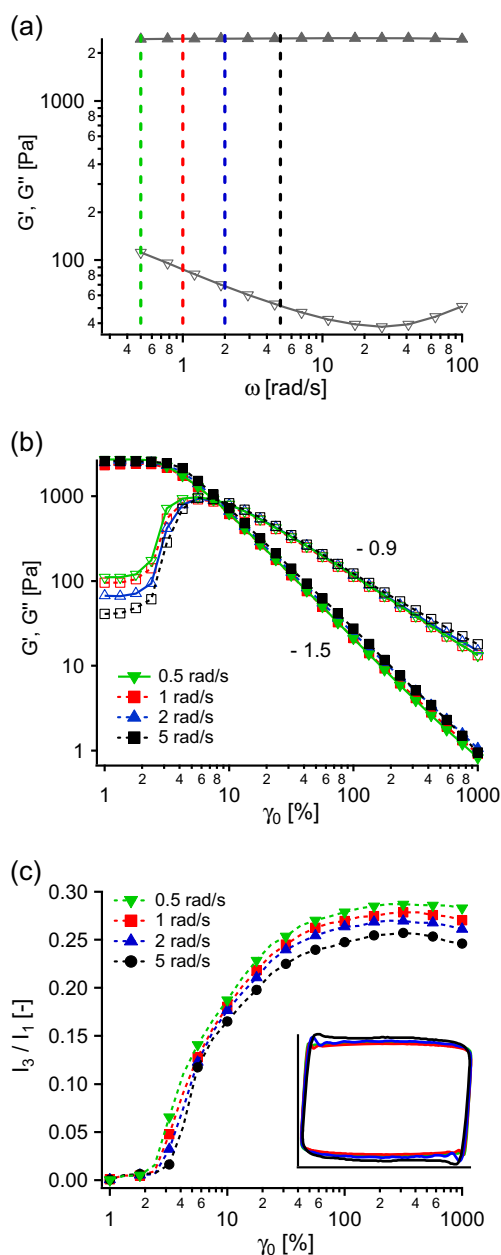 (a)
2
1000
8
6
4
2
100
8
6
4
G', G'' [Pa]
4 6 8 1 2 4 6 8 10 2 4 6 8 100
ω [rad/s]
(b)
1000
100
10
1
G', G'' [Pa]
- 0.9
- 1.5
0.5 rad/s
1 rad/s
2 rad/s
5 rad/s
1 2 4 6 8 10 2 4 6 8 100 2 4 6 8 1000
γ0 [%]
(c)
0.30
0.25
0.20
0.15
0.10
0.05
0.00
I3 / I1 [-]
0.5 rad/s
1 rad/s
2 rad/s
5 rad/s
1 2 4 6 10 2 4 6 100 2 4 6 1000
γ0 [%]